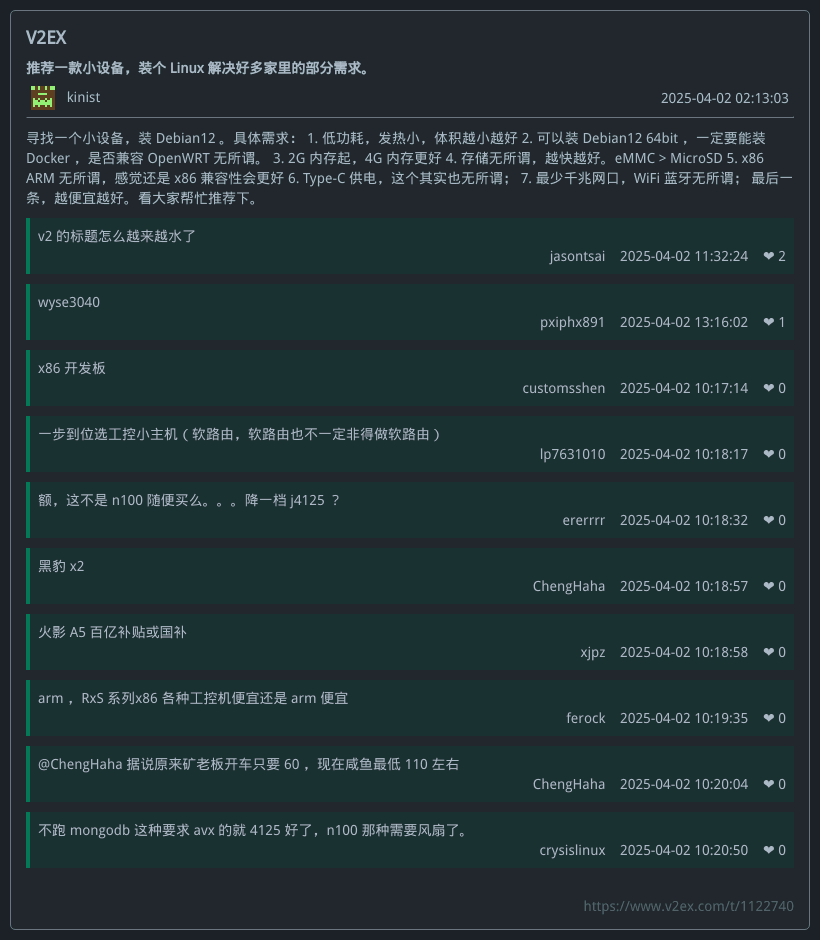 V2EX
推荐一款小设备，装个 Linux 解决好多家里的部分需求。
kinist
2025-04-02 02:13:03
寻找一个小设备，装 Debian12 。具体需求： 1. 低功耗，发热小，体积越小越好 2. 可以装 Debian12 64bit ，一定要能装
Docker ，是否兼容 OpenWRT 无所谓。 3. 2G 内存起，4G 内存更好 4. 存储无所谓，越快越好。eMMC > MicroSD 5. x86
ARM 无所谓，感觉还是 x86 兼容性会更好 6. Type-C 供电，这个其实也无所谓； 7. 最少千兆网口，WiFi 蓝牙无所谓； 最后一
条，越便宜越好。看大家帮忙推荐下。
v2 的标题怎么越来越水了
jasontsai 2025-04-02 11:32:24 ❤ 2
wyse3040
pxiphx891 2025-04-02 13:16:02 ❤ 1
x86 开发板
customsshen 2025-04-02 10:17:14 ❤ 0
一步到位选工控小主机（软路由，软路由也不一定非得做软路由）
lp7631010 2025-04-02 10:18:17 ❤ 0
额，这不是 n100 随便买么。。。降一档 j4125 ？
ererrrr 2025-04-02 10:18:32 ❤ 0
黑豹 x2
ChengHaha 2025-04-02 10:18:57 ❤ 0
火影 A5 百亿补贴或国补
xjpz 2025-04-02 10:18:58 ❤ 0
arm ，RxS 系列x86 各种工控机便宜还是 arm 便宜
ferock 2025-04-02 10:19:35 ❤ 0
@ChengHaha 据说原来矿老板开车只要 60 ，现在咸鱼最低 110 左右
ChengHaha 2025-04-02 10:20:04 ❤ 0
不跑 mongodb 这种要求 avx 的就 4125 好了，n100 那种需要风扇了。
crysislinux 2025-04-02 10:20:50 ❤ 0
https://www.v2ex.com/t/1122740